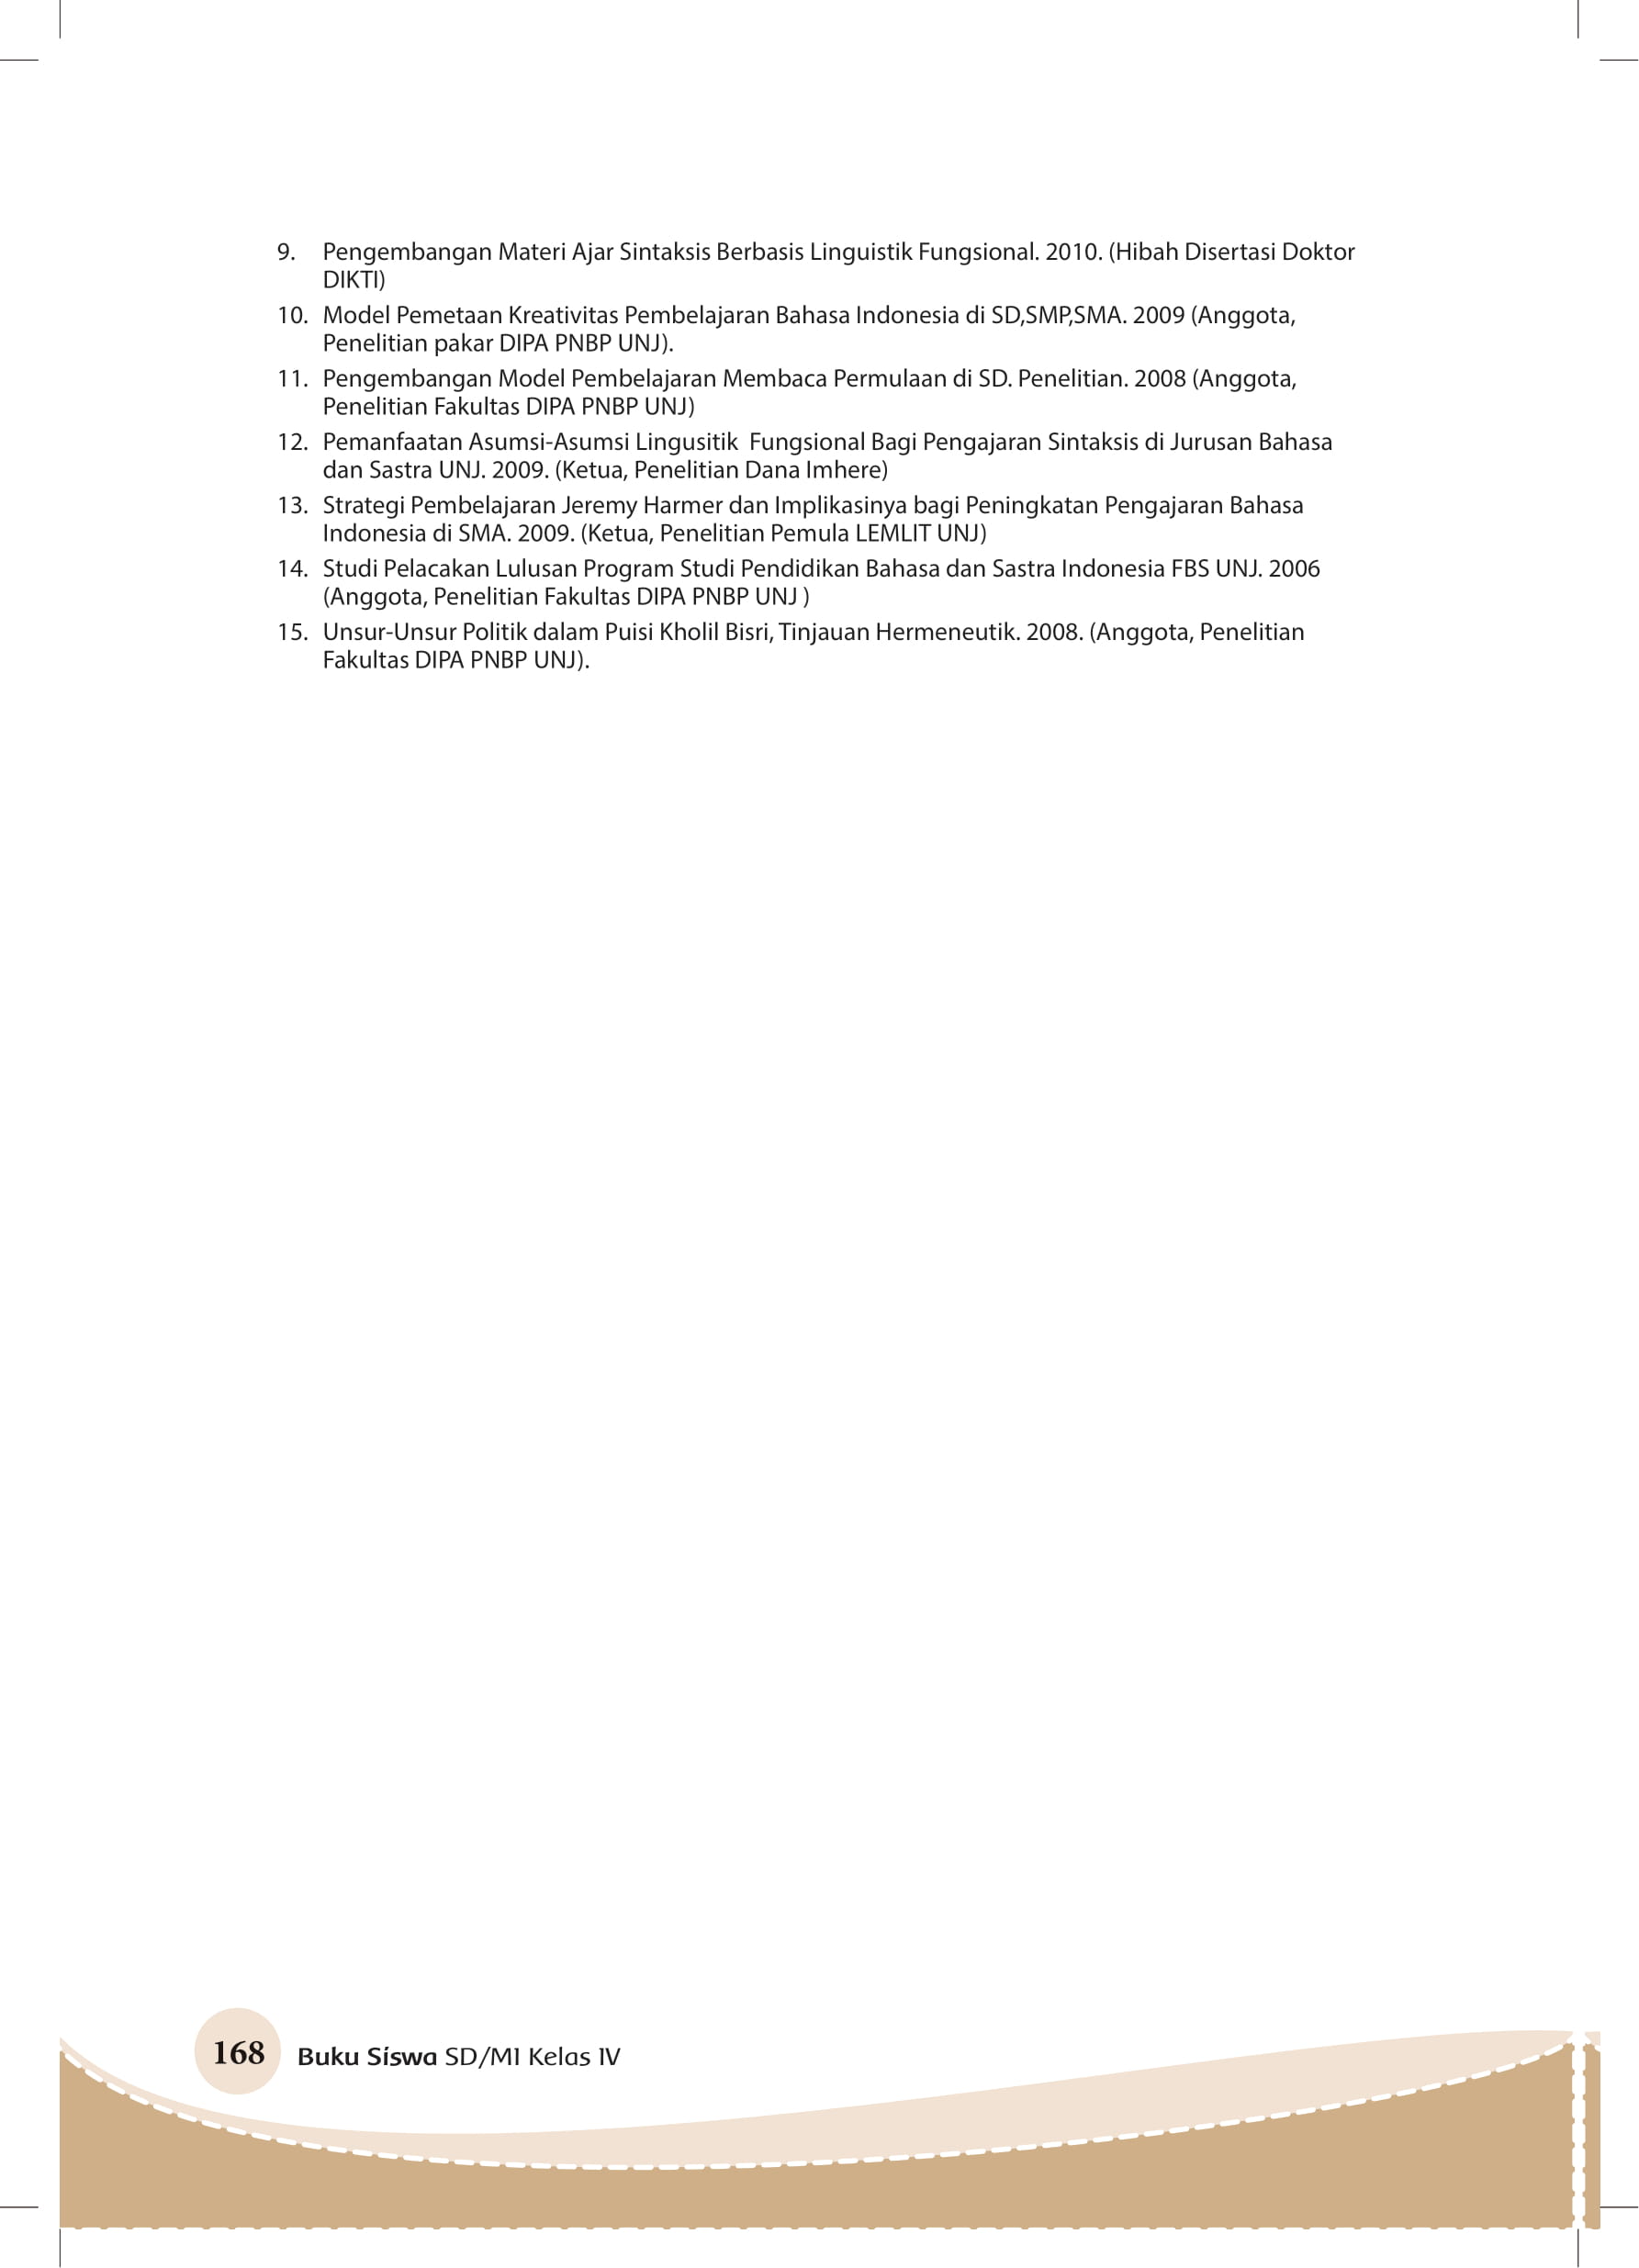 9. Pengembangan Materi Ajar Sintaksis Berbasis Linguistik Fungsional. 2010. (Hibah Disertasi Doktor
DIKTI)
10. Model Pemetaan Kreativitas Pembelajaran Bahasa Indonesia di SD,SMP,SMA. 2009 (Anggota,
Penelitian pakar DIPA PNBP UNJ).
11. Pengembangan Model Pembelajaran Membaca Permulaan di SD. Penelitian. 2008 (Anggota,
Penelitian Fakultas DIPA PNBP UNJ)
12. Pemanfaatan Asumsi-Asumsi Lingusitik  Fungsional Bagi Pengajaran Sintaksis di Jurusan Bahasa
dan Sastra UNJ. 2009. (Ketua, Penelitian Dana Imhere)
13. Strategi Pembelajaran Jeremy Harmer dan Implikasinya bagi Peningkatan Pengajaran Bahasa
Indonesia di SMA. 2009. (Ketua, Penelitian Pemula LEMLIT UNJ)
14. Studi Pelacakan Lulusan Program Studi Pendidikan Bahasa dan Sastra Indonesia FBS UNJ. 2006
(Anggota, Penelitian Fakultas DIPA PNBP UNJ )
15. Unsur-Unsur Politik dalam Puisi Kholil Bisri, Tinjauan Hermeneutik. 2008. (Anggota, Penelitian
Fakultas DIPA PNBP UNJ).
168 Buku Siswa SD/MI Kelas IV